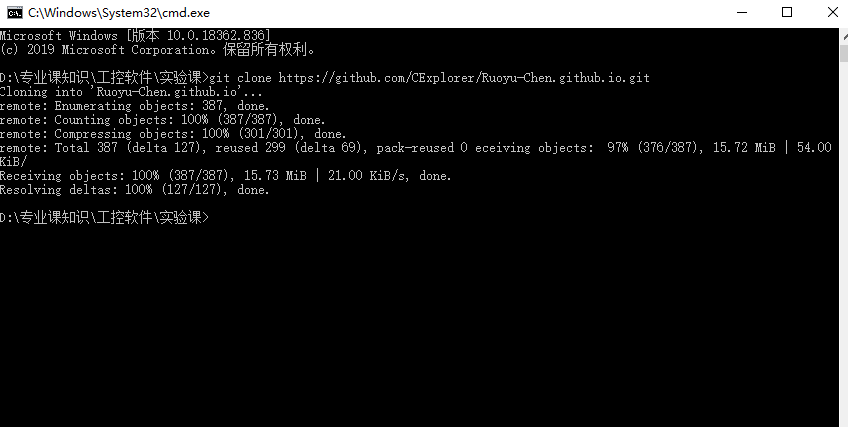 C:\Windows\System32\cmd.exe
Microsoft Windows [版本 10.0.18362.836]
(c) 2019 Microsoft Corporation。保留所有权利。
D:\专业课知识\工控软件\实验课>git clone https://github.com/CExplorer/Ruoyu-Chen.github.io.git
Cloning into 'Ruoyu-Chen.github.io'...
remote: Enumerating objects: 387, done.
remote: Counting objects: 100% (387/387), done.
remote: Compressing objects: 100% (301/301), done.
remote: Total 387 (delta 127), reused 299 (delta 69), pack-reused 0 eceiving objects:  97% (376/387), 15.72 MiB | 54.00
KiB/
Receiving objects: 100% (387/387), 15.73 MiB | 21.00 KiB/s, done.
Resolving deltas: 100% (127/127), done.
D:\专业课知识\工控软件\实验课>